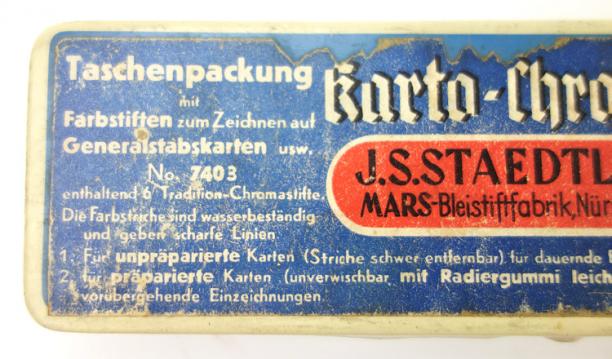 Taschenpackung
mit
Farbstiften zum Zeichnen auf
Generalstabskarten usw.
No. 7403
enthaltend 6 Tradition-Chromastifte.
Die Farbstriche sind wasserbeständig
und geben scharfe Linien.
Karto-Chro
J.S.STAEDTL
MARS-Bleistiftfabrik, Nür
1. Für unpräparierte Karten (Striche schwer entfernbar) für dauernde
2. für präparierte Karten (unverwischbar mit Radiergummi leich
vorübergehende Einzeichnungen.